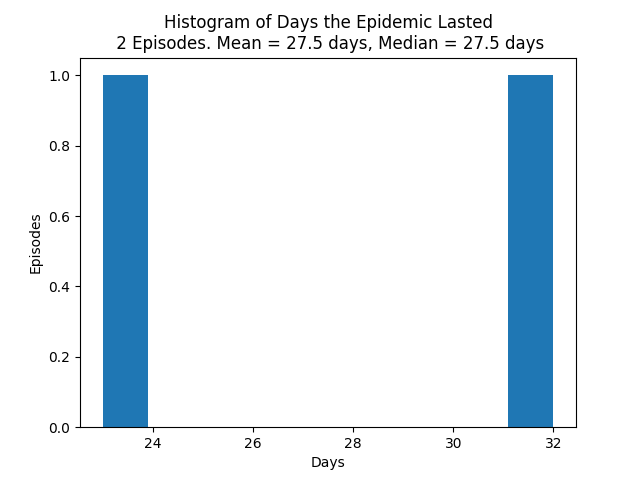 Histogram of Days the Epidemic Lasted
2 Episodes. Mean = 27.5 days, Median = 27.5 days
1.0
0.8
0.6
0.4
0.2
0.0
Episodes
24 26 28 30 32
Days